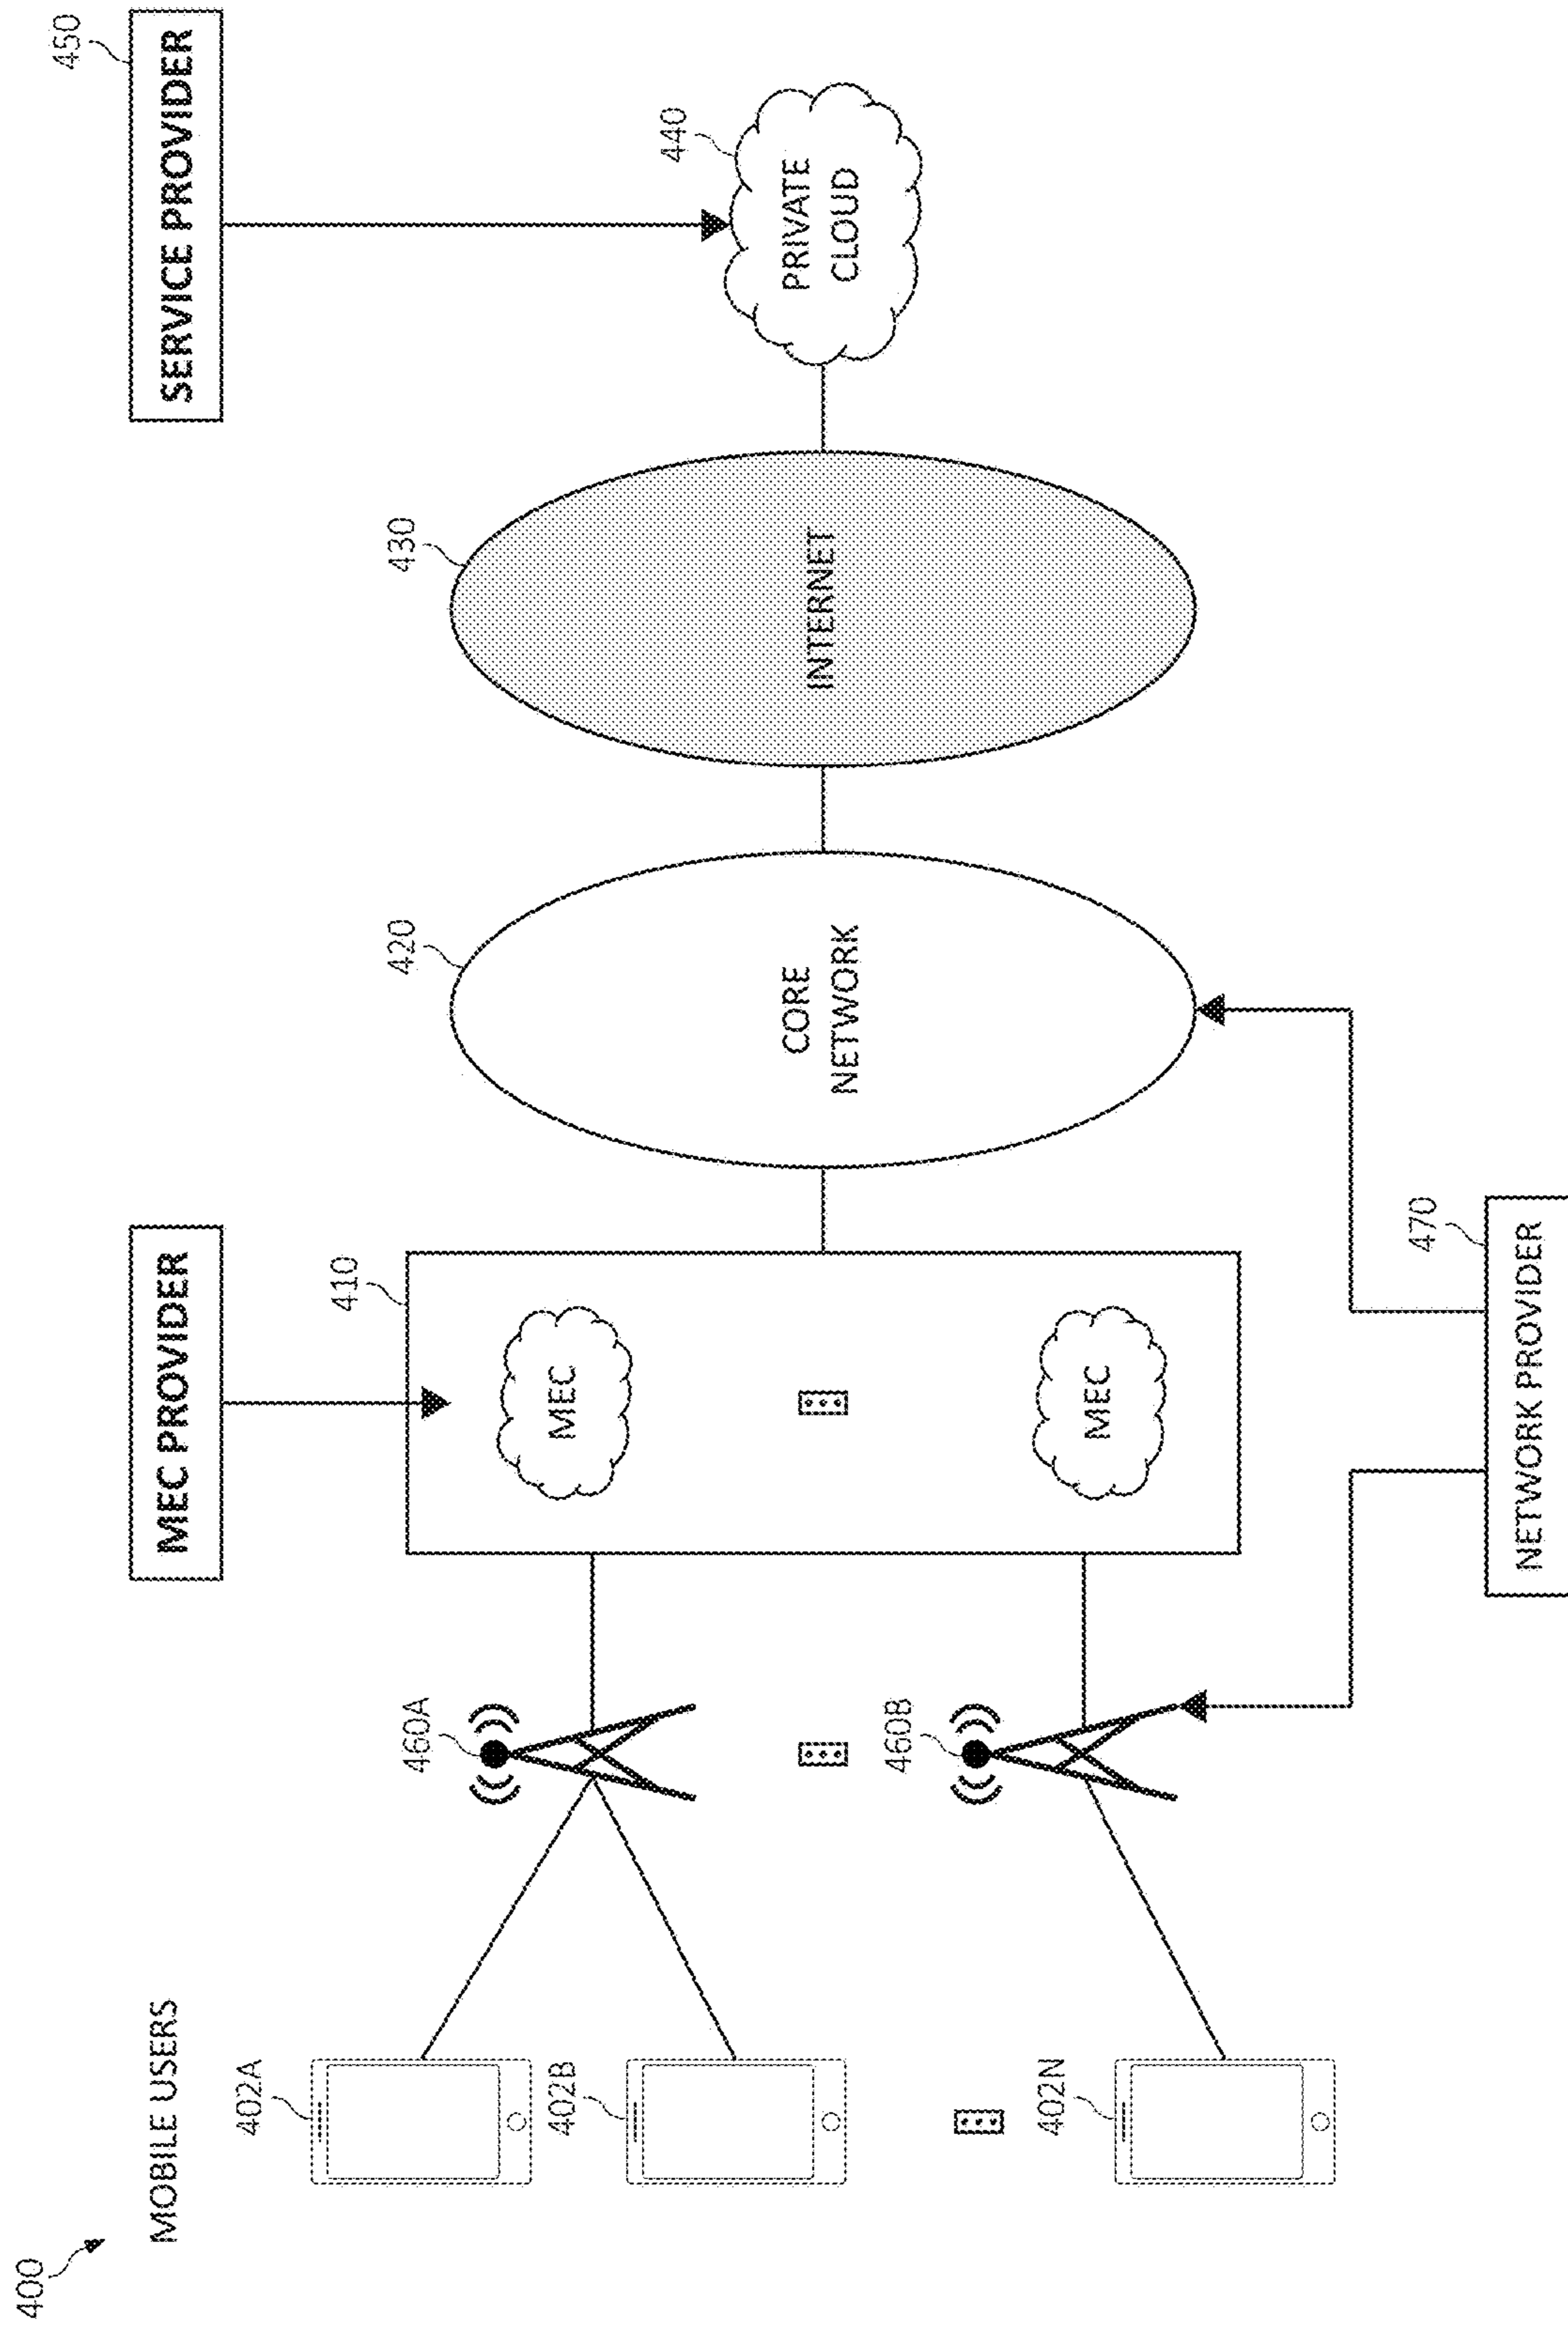 400
MOBILE USERS
402A
402B
402N
460A
460B
MEC PROVIDER
410
MEC
MEC
NETWORK PROVIDER
470
420
CORE
NETWORK
430
INTERNET
440
PRIVATE
CLOUD
SERVICE PROVIDER
450